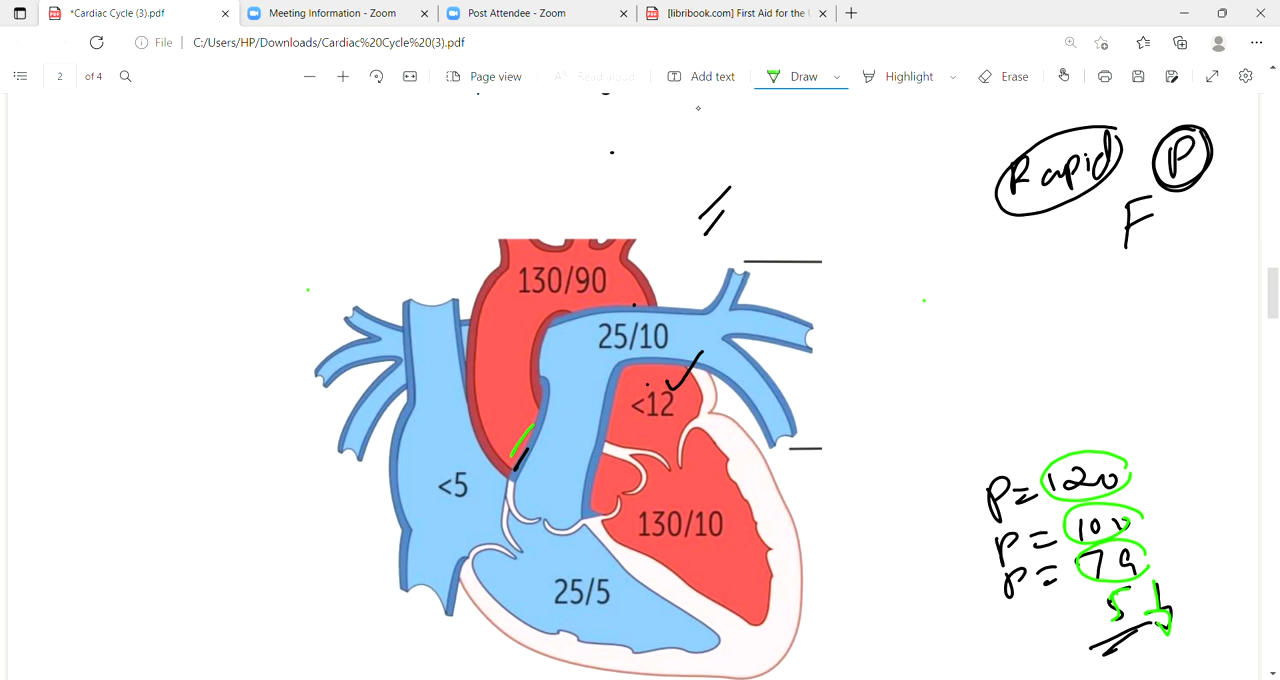 *Cardiac Cycle (3).pdf
Meeting Information - Zoom
Post Attendee - Zoom
[libribook.com] First Aid for the
File
C:/Users/HP/Downloads/Cardiac%20Cycle%20(3).pdf
2 of 4
Page view
Read aloud
Add text
Draw
Highlight
Erase
Rapid P
F
130/90
25/10
<12
<5
130/10
25/5
P=120
P=100
P=79
5